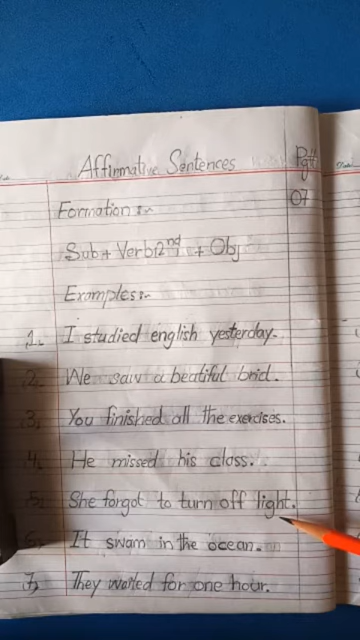 Affirmative Sentences Pg#
07
Formation :-
Sub + Verb 2nd + Obj
Examples :-
1. I studied english yesterday.
2. We saw a beatiful brid.
3. You finished all the exercises.
4. He missed his class.
5. She forgot to turn off light.
6. It swam in the ocean.
7. They waited for one hour.